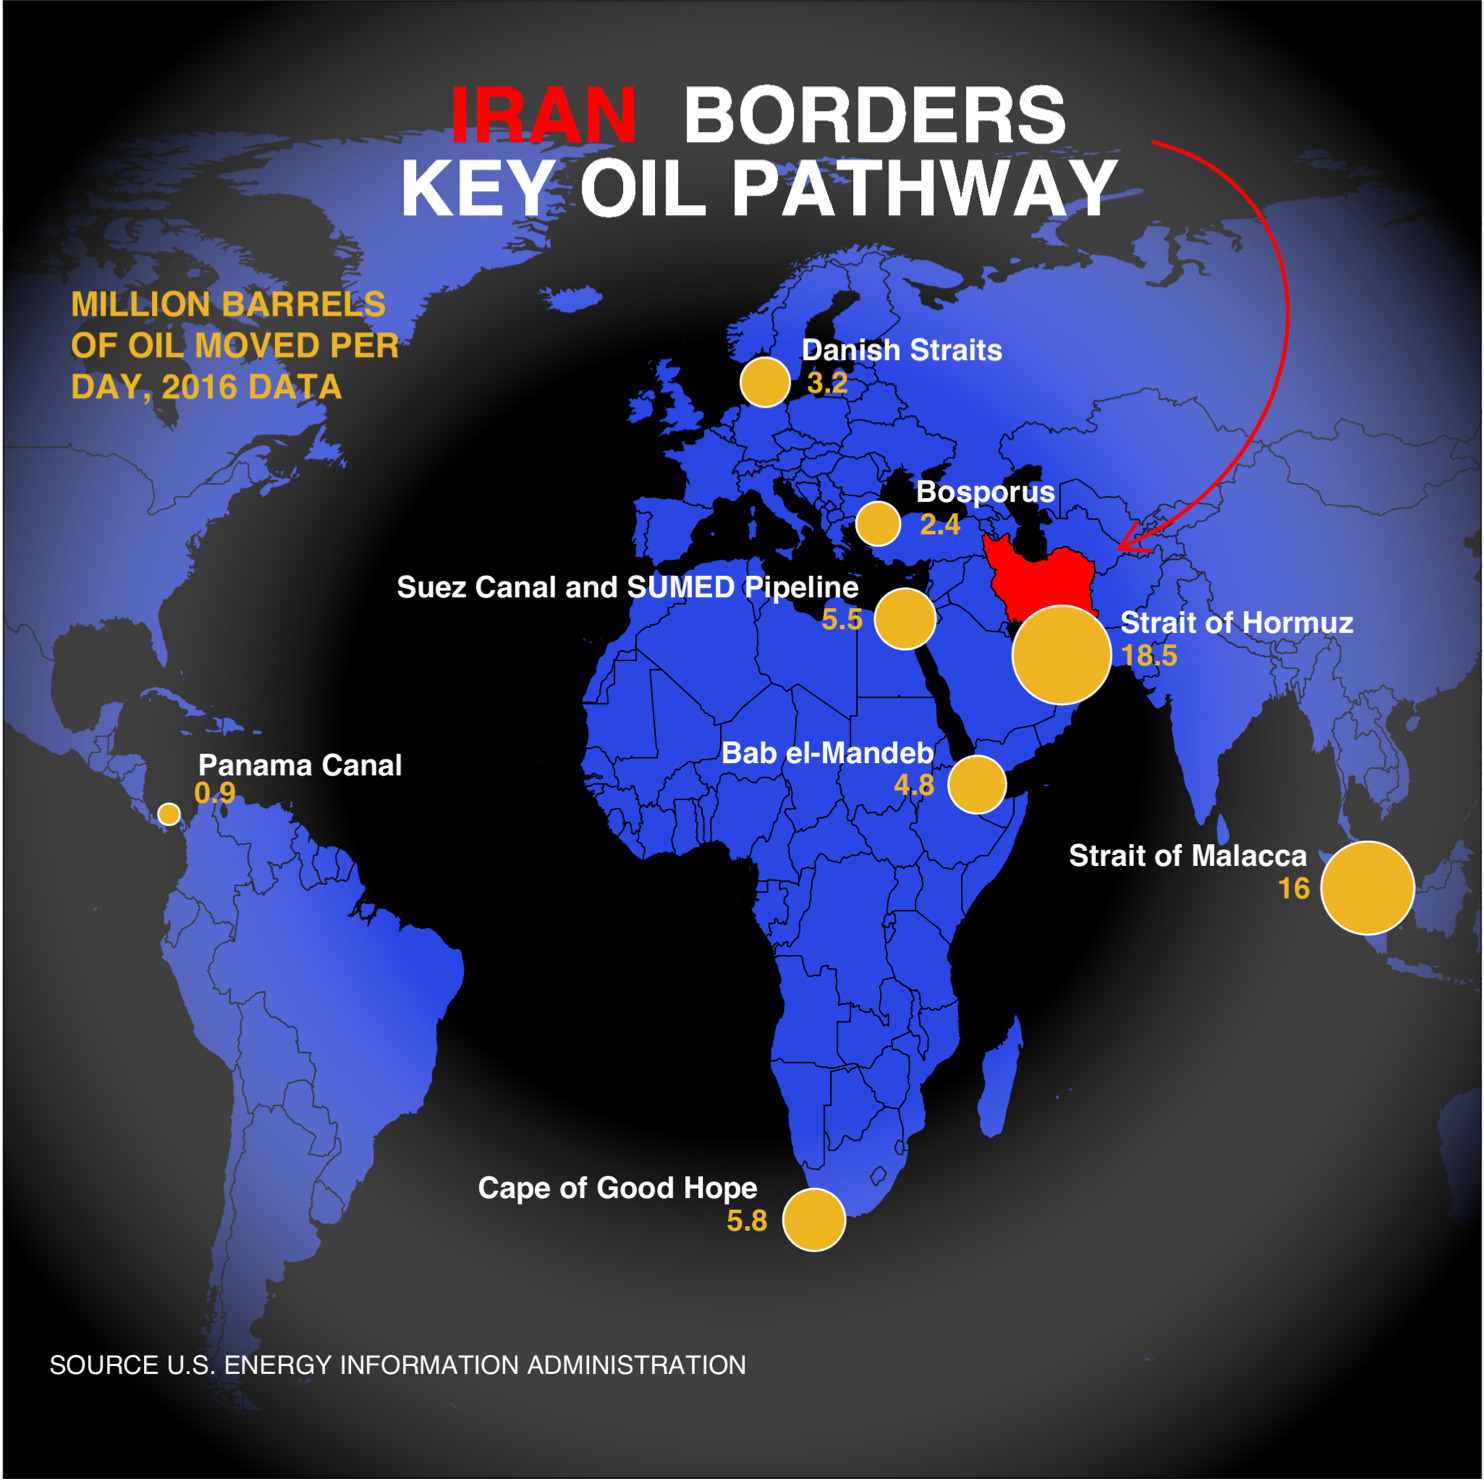 IRAN BORDERS
KEY OIL PATHWAY
MILLION BARRELS
OF OIL MOVED PER
DAY, 2016 DATA
Danish Straits
3.2
Bosporus
2.4
Suez Canal and SUMED Pipeline
5.5
Strait of Hormuz
18.5
Bab el-Mandeb
4.8
Panama Canal
0.9
Strait of Malacca
16
Cape of Good Hope
5.8
SOURCE U.S. ENERGY INFORMATION ADMINISTRATION